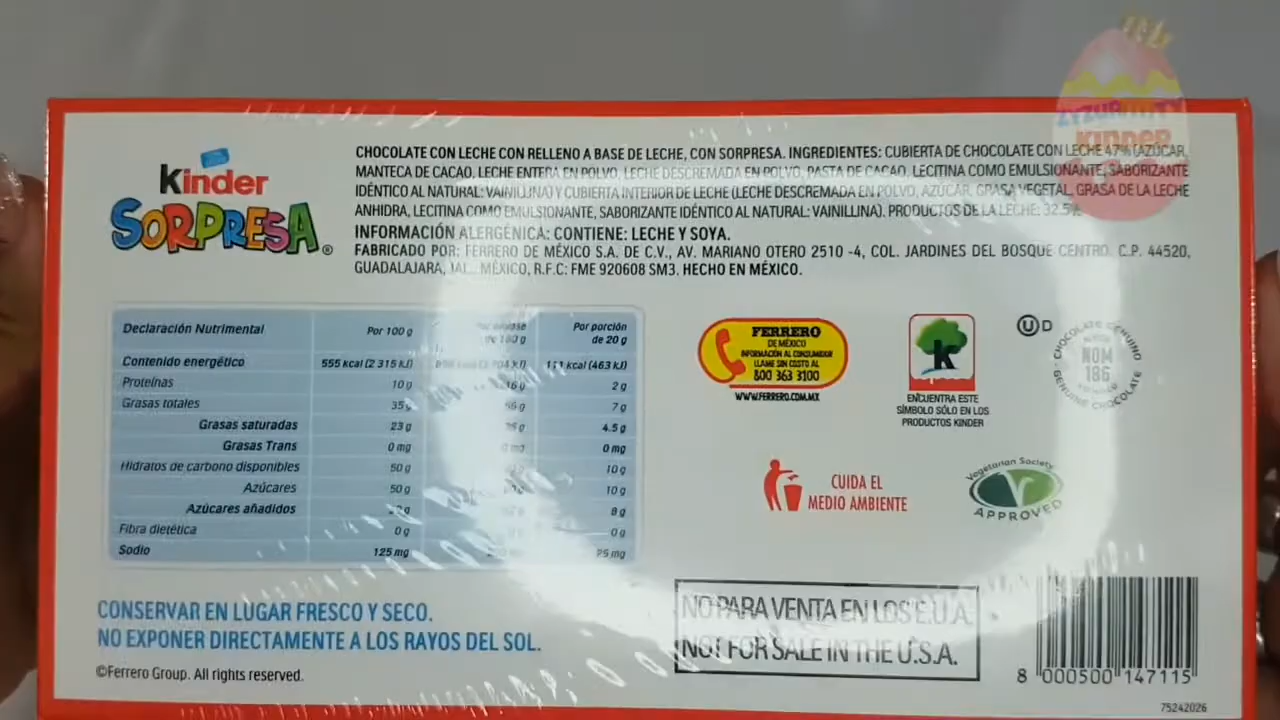 kinder
SORPRESA®
CHOCOLATE CON LECHE CON RELLENO A BASE DE LECHE, CON SORPRESA. INGREDIENTES: CUBIERTA DE CHOCOLATE CON LECHE 47% (AZÚCAR,
MANTECA DE CACAO, LECHE ENTERA EN POLVO, LECHE DESCREMADA EN POLVO, PASTA DE CACAO, LECITINA COMO EMULSIONANTE, SABORIZANTE
IDÉNTICO AL NATURAL: VAINILLINA) Y CUBIERTA INTERIOR DE LECHE (LECHE DESCREMADA EN POLVO, AZÚCAR, GRASA VEGETAL, GRASA DE LA LECHE
ANHIDRA, LECITINA COMO EMULSIONANTE, SABORIZANTE IDÉNTICO AL NATURAL: VAINILLINA). PRODUCTOS DE LA LECHE: 32.5%
INFORMACIÓN ALERGÉNICA: CONTIENE: LECHE Y SOYA.
FABRICADO POR: FERRERO DE MÉXICO S.A. DE C.V., AV. MARIANO OTERO 2510 -4, COL. JARDINES DEL BOSQUE CENTRO. C.P. 44520,
GUADALAJARA, JAL. MÉXICO, R.F.C: FME 920608 SM3. HECHO EN MÉXICO.
Declaración Nutrimental Por 100 g Por porción de 20 g
Contenido energético 555 kcal (2 315 kJ) 111 kcal (463 kJ)
Proteínas 10 g 16 g 2 g
Grasas totales 35 g 56 g 7 g
Grasas saturadas 23 g 4.5 g
Grasas Trans 0 mg 0 mg
Hidratos de carbono disponibles 50 g 10 g
Azúcares 50 g 10 g
Azúcares añadidos 8 g
Fibra dietética 0 g 0 g
Sodio 125 mg 25 mg
FERRERO
DE MÉXICO
INFORMACIÓN AL CONSUMIDOR
LLAME SIN COSTO AL
800 363 3100
WWW.FERRERO.COM.MX
k
ENCUENTRA ESTE
SÍMBOLO SÓLO EN LOS
PRODUCTOS KINDER
U D
CHOCOLATE GENUINO
NOM
186
GENUINE CHOCOLATE
CUIDA EL
MEDIO AMBIENTE
Vegetarian Society
V
APPROVED
CONSERVAR EN LUGAR FRESCO Y SECO.
NO EXPONER DIRECTAMENTE A LOS RAYOS DEL SOL.
©Ferrero Group. All rights reserved.
NO PARA VENTA EN LOS E.U.A.
NOT FOR SALE IN THE U.S.A.
8 000500 147115
75242026
KINDER